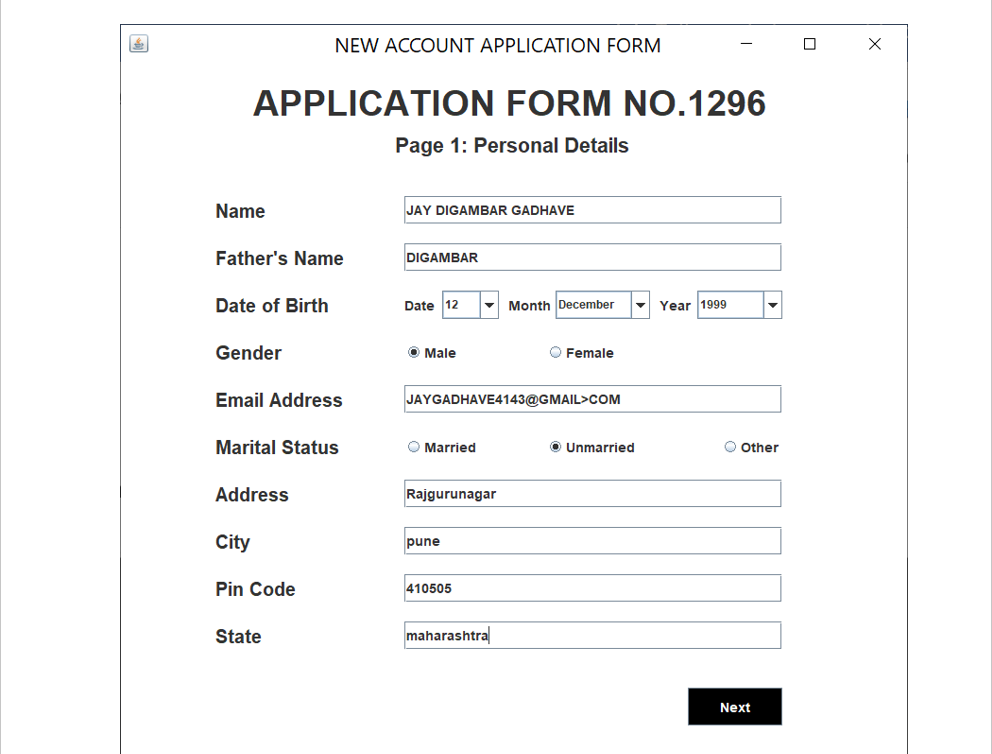 NEW ACCOUNT APPLICATION FORM
APPLICATION FORM NO.1296
Page 1: Personal Details
Name JAY DIGAMBAR GADHAVE
Father's Name DIGAMBAR
Date of Birth Date 12 Month December Year 1999
Gender Male Female
Email Address JAYGADHAVE4143@GMAIL>COM
Marital Status Married Unmarried Other
Address Rajgurunagar
City pune
Pin Code 410505
State maharashtra
Next